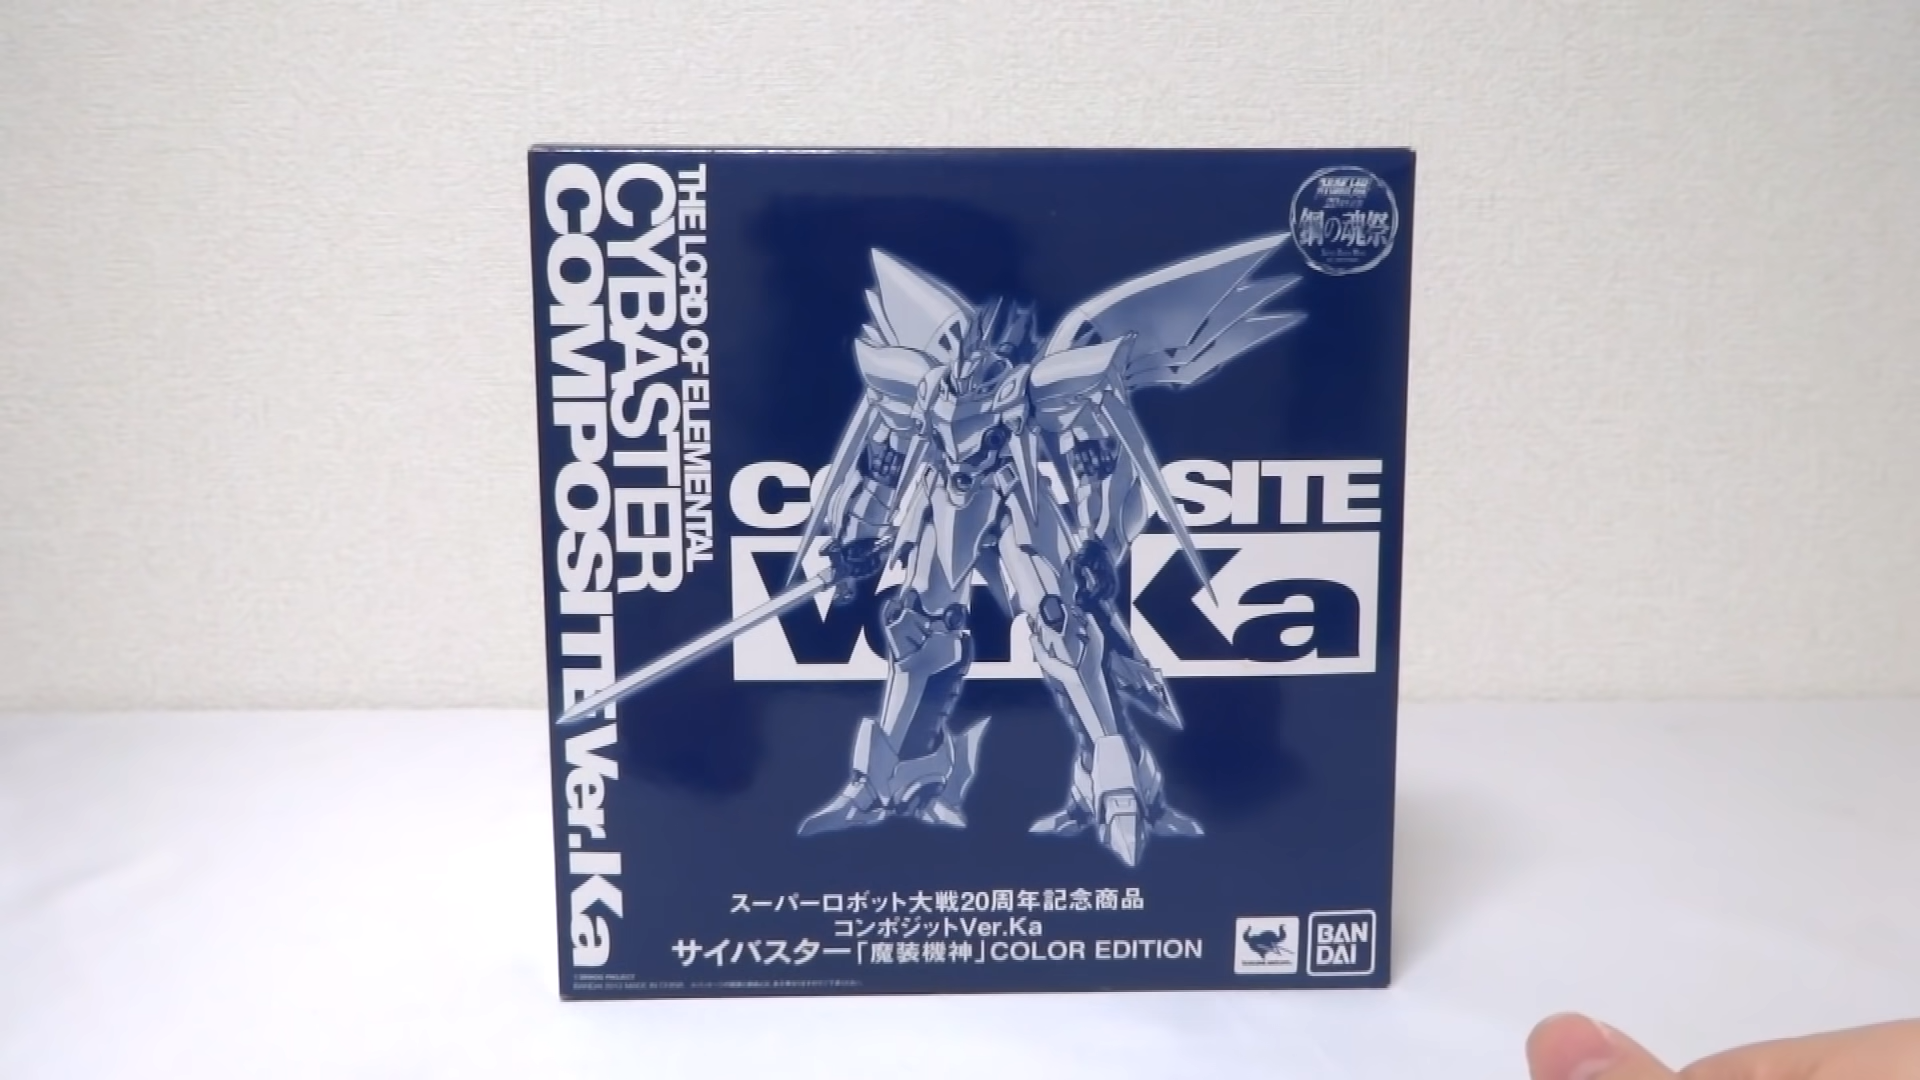 THE LORD OF ELEMENTAL
CYBASTER
COMPOSITE Ver.Ka
鋼の魂祭
COMPOSITE
Ver.Ka
スーパーロボット大戦20周年記念商品
コンポジットVer.Ka
サイバスター「魔装機神」COLOR EDITION
BAN
DAI